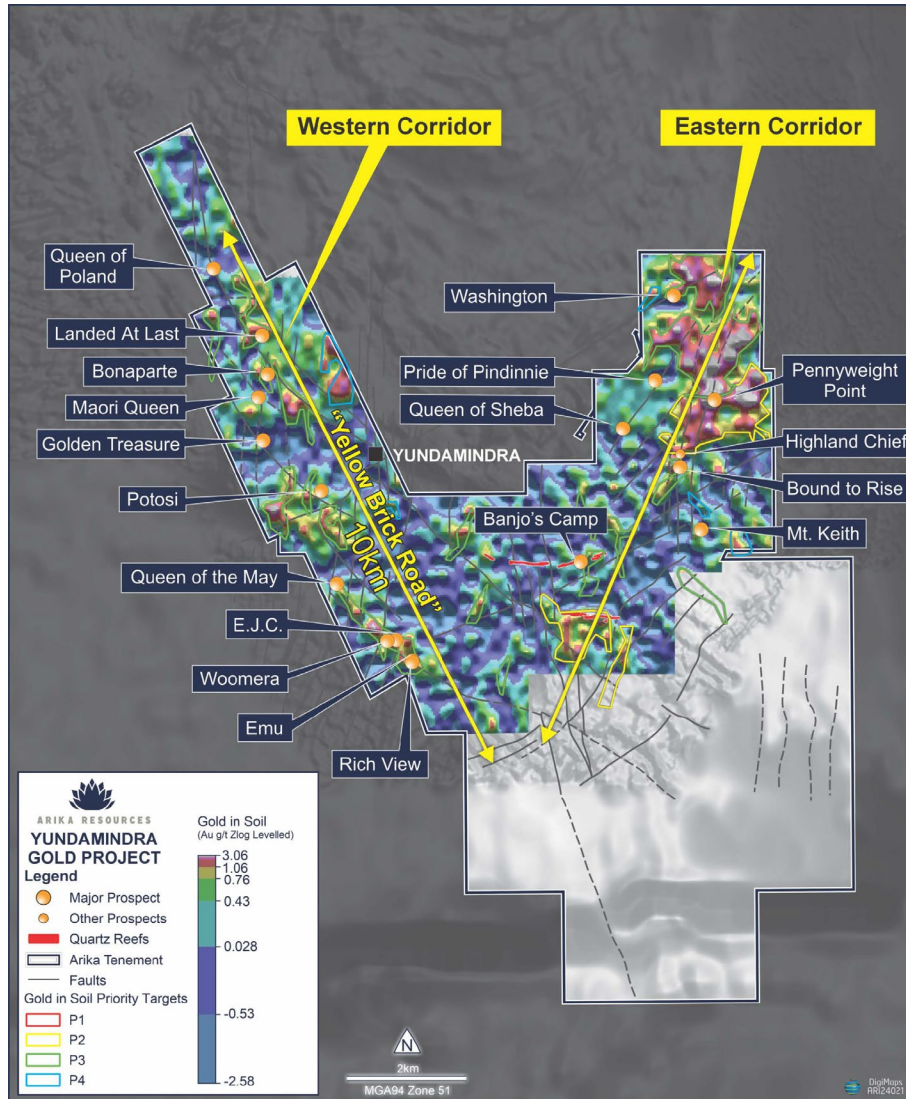 Western Corridor
Eastern Corridor
Queen of
Poland
Landed At Last
Bonaparte
Maori Queen
Golden Treasure
Potosi
Queen of the May
E.J.C.
Woomera
Emu
Rich View
"Yellow Brick Road"
10km
YUNDAMINDRA
Washington
Pride of Pindinnie
Queen of Sheba
Banjo's Camp
Pennyweight
Point
Highland Chief
Bound to Rise
Mt. Keith
ARIKA RESOURCES
YUNDAMINDRA
GOLD PROJECT
Legend
Major Prospect
Other Prospects
Quartz Reefs
Arika Tenement
Faults
Gold in Soil Priority Targets
P1
P2
P3
P4
Gold in Soil
(Au g/t Zlog Levelled)
3.06
1.06
0.76
0.43
0.028
-0.53
-2.58
N
2km
MGA94 Zone 51
DigiMaps
ARI24021